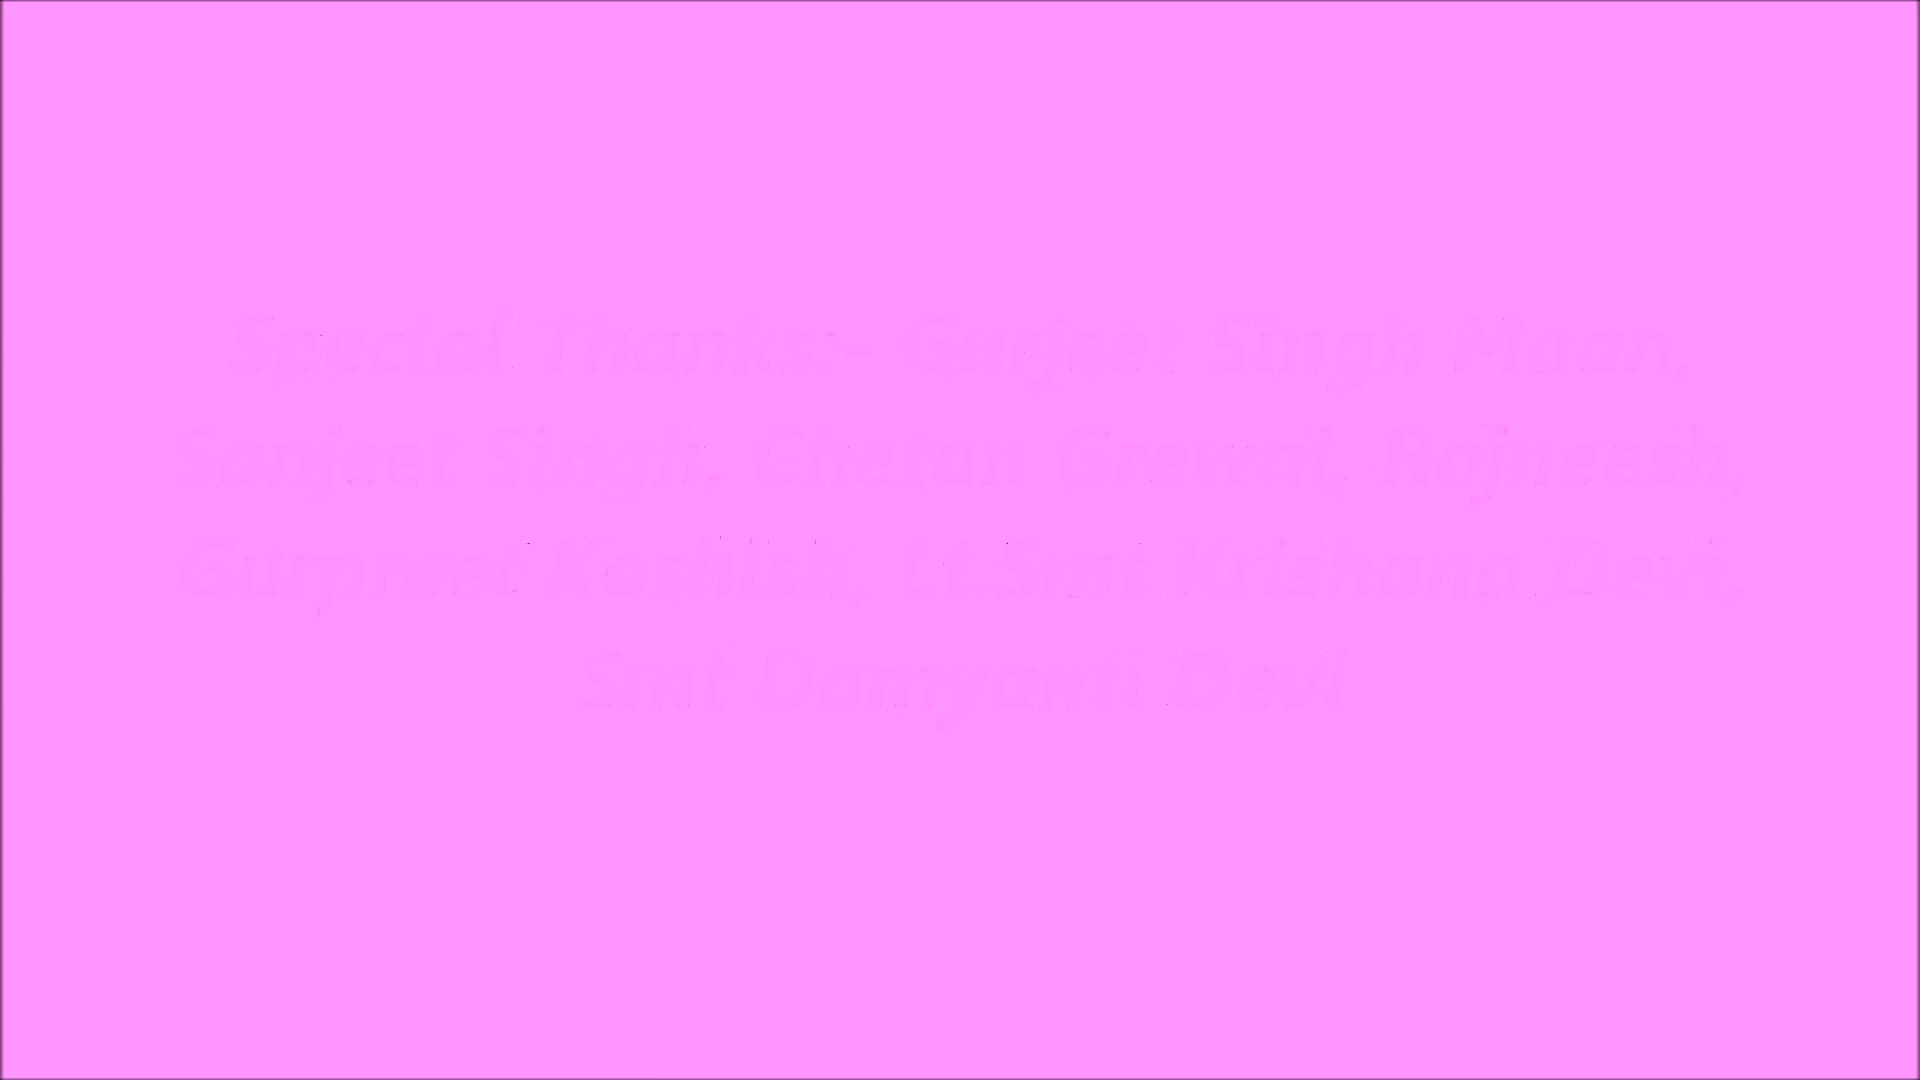 Special Thanks:- Gurjeet Singh Maan,
Sanjeet Singh, Chetan Grewal, Rajneesh,
Gurpreet Kashish, Lt.Smt Krishana Devi,
Smt Damyanti Devi